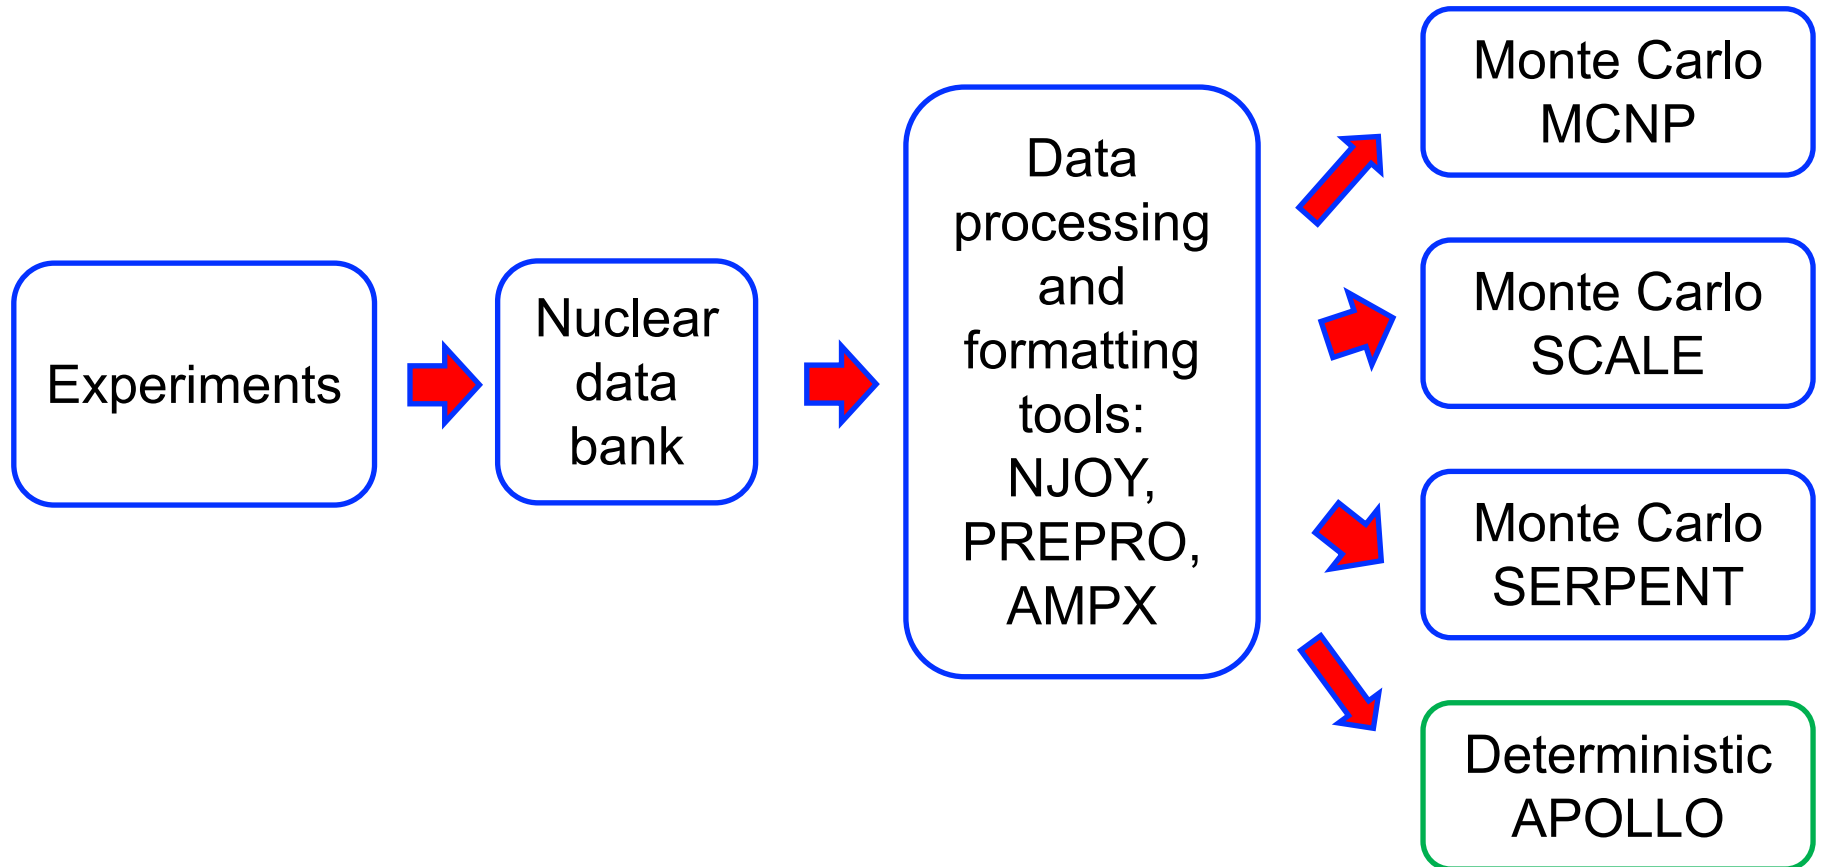 Experiments
Nuclear
data
bank
Data
processing
and
formatting
tools:
NJOY,
PREPRO,
AMPX
Monte Carlo
MCNP
Monte Carlo
SCALE
Monte Carlo
SERPENT
Deterministic
APOLLO